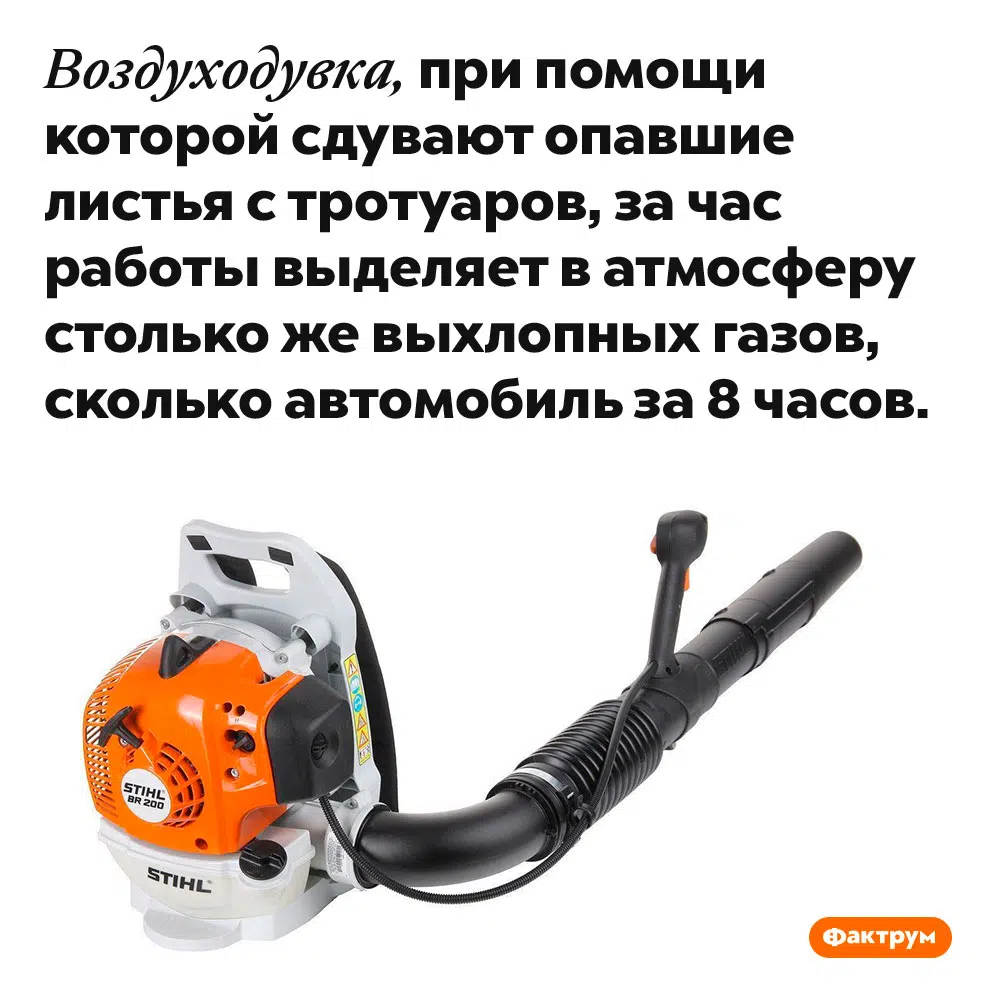 Воздуходувка, при помощи
которой сдувают опавшие
листья с тротуаров, за час
работы выделяет в атмосферу
столько же выхлопных газов,
сколько автомобиль за 8 часов.
STIHL
BR 200
STIHL
Фактрум